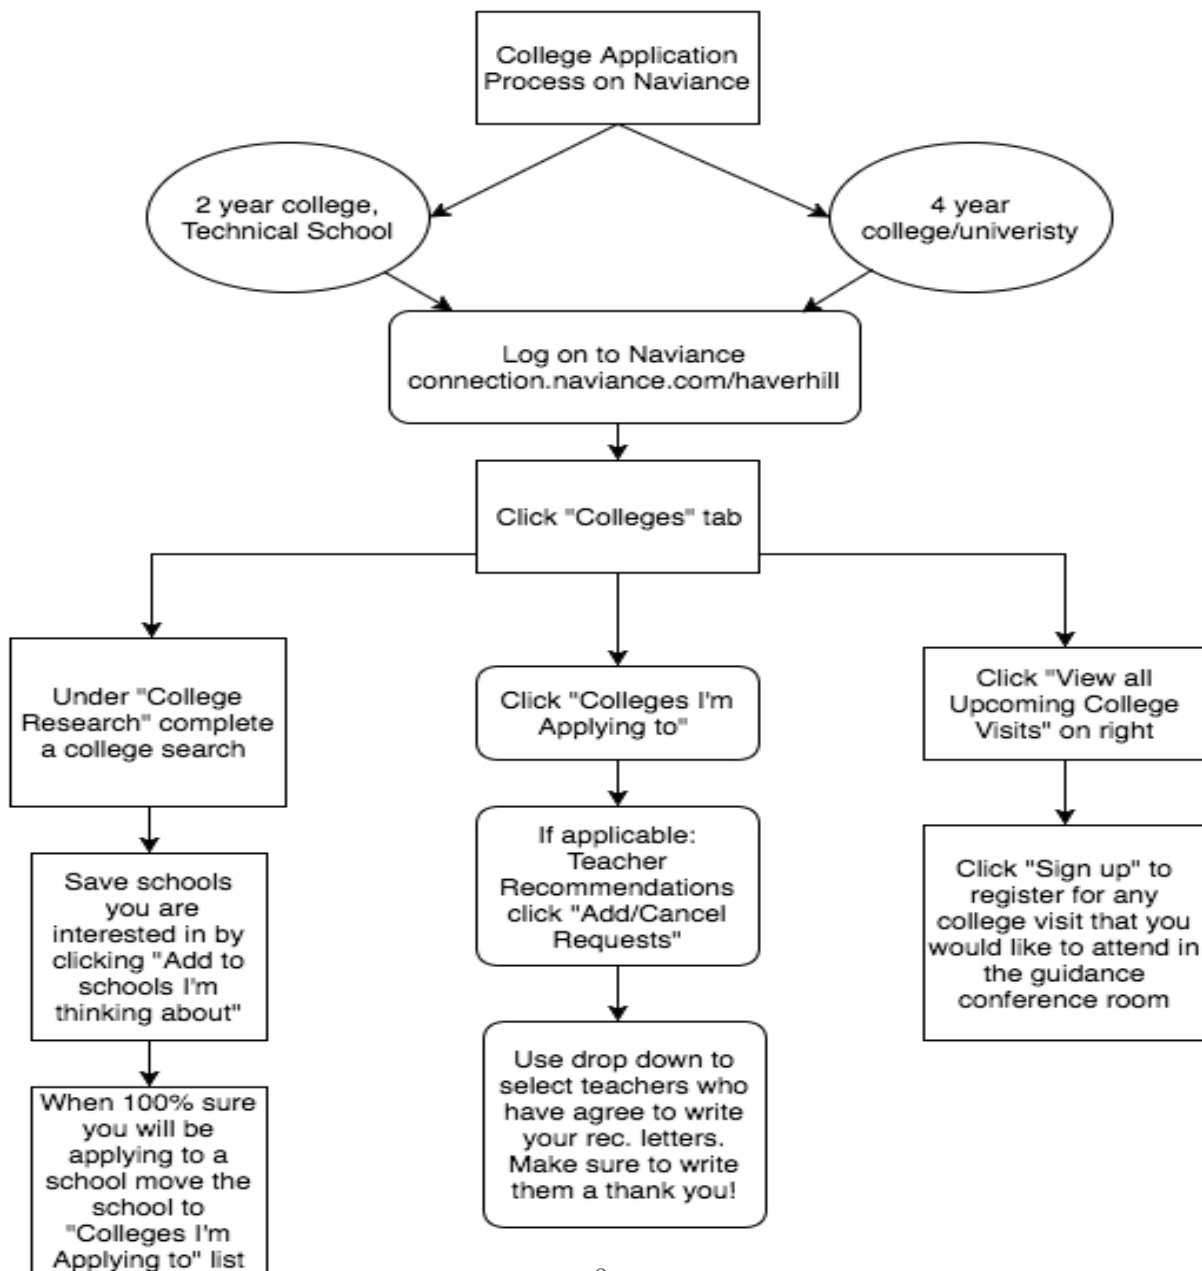 College Application
Process on Naviance
2 year college,
Technical School
4 year
college/univeristy
Log on to Naviance
connection.naviance.com/haverhill
Click "Colleges" tab
Under "College
Research" complete
a college search
Click "Colleges I'm
Applying to"
Click "View all
Upcoming College
Visits" on right
Save schools
you are
interested in by
clicking "Add to
schools I'm
thinking about"
If applicable:
Teacher
Recommendations
click "Add/Cancel
Requests"
Click "Sign up" to
register for any
college visit that you
would like to attend in
the guidance
conference room
When 100% sure
you will be
applying to a
school move the
school to
"Colleges I'm
Applying to" list
Use drop down to
select teachers who
have agree to write
your rec. letters.
Make sure to write
them a thank you!